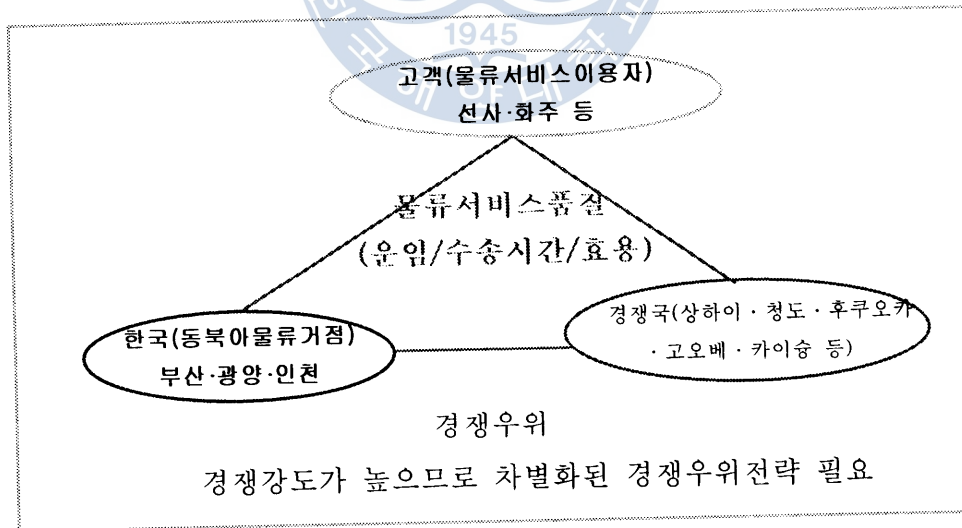 1945
고객(물류서비스이용자)
선사·화주 등
물류서비스품질
(운임/수송시간/효용)
한국(동북아물류거점)
부산·광양·인천
경쟁국(상하이·청도·후쿠오카
·고오베·카이슝 등)
경쟁우위
경쟁강도가 높으므로 차별화된 경쟁우위전략 필요